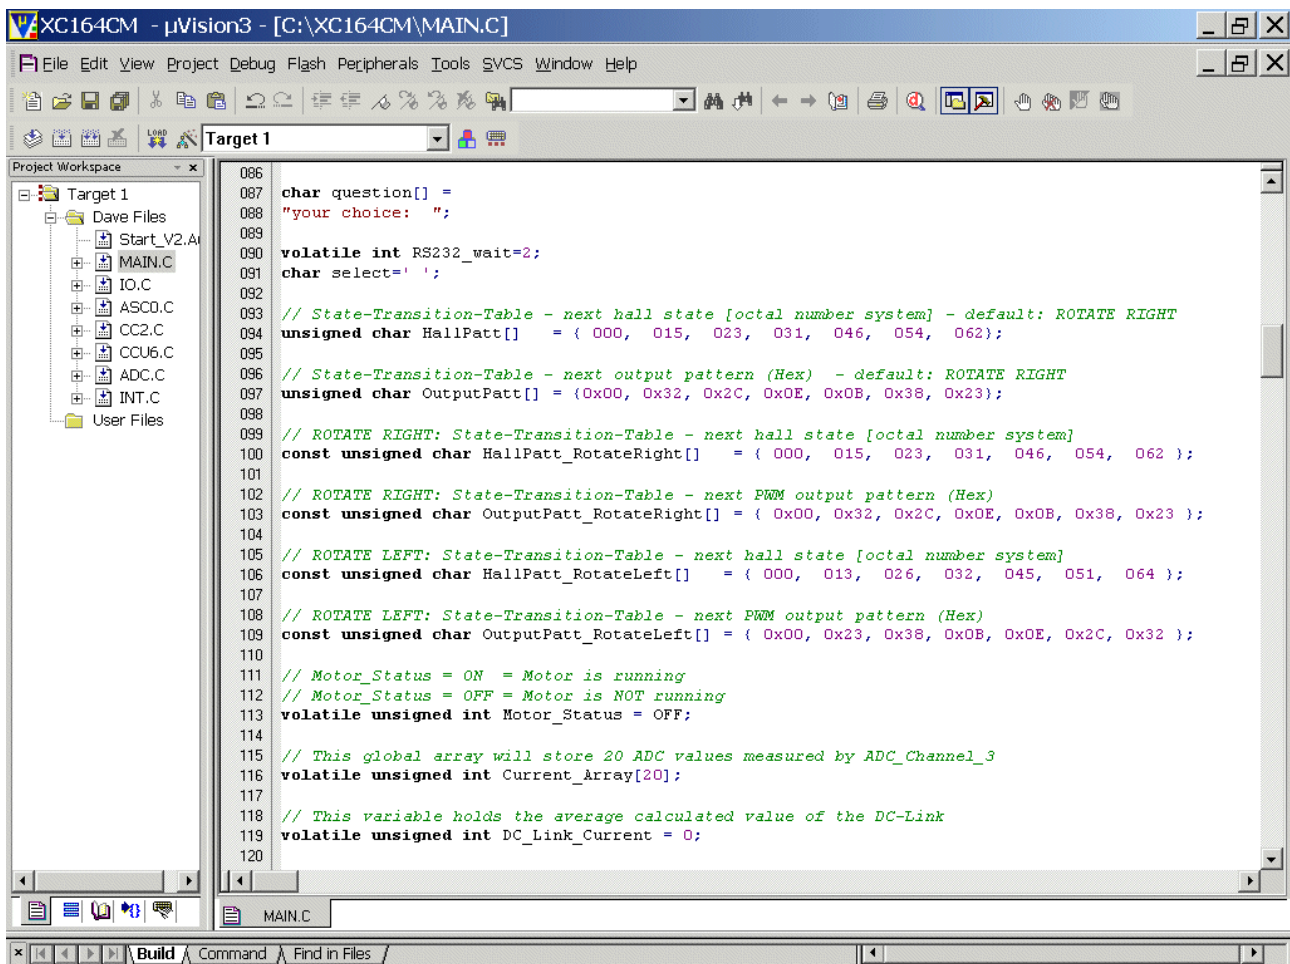 XC164CM - µVision3 - [C:\XC164CM\MAIN.C]
File Edit View Project Debug Flash Peripherals Tools SVCS Window Help
LOAD Target 1
Project Workspace
Target 1
Dave Files
Start_V2.A
MAIN.C
IO.C
ASC0.C
CC2.C
CCU6.C
ADC.C
INT.C
User Files
086
087 char question[] =
088 "your choice:  ";
089
090 volatile int RS232_wait=2;
091 char select=' ';
092
093 // State-Transition-Table - next hall state [octal number system] - default: ROTATE RIGHT
094 unsigned char HallPatt[]   = { 000,  015,  023,  031,  046,  054,  062};
095
096 // State-Transition-Table - next output pattern (Hex)  - default: ROTATE RIGHT
097 unsigned char OutputPatt[] = {0x00, 0x32, 0x2C, 0x0E, 0x0B, 0x38, 0x23};
098
099 // ROTATE RIGHT: State-Transition-Table - next hall state [octal number system]
100 const unsigned char HallPatt_RotateRight[]   = { 000,  015,  023,  031,  046,  054,  062 };
101
102 // ROTATE RIGHT: State-Transition-Table - next PWM output pattern (Hex)
103 const unsigned char OutputPatt_RotateRight[] = { 0x00, 0x32, 0x2C, 0x0E, 0x0B, 0x38, 0x23 };
104
105 // ROTATE LEFT: State-Transition-Table - next hall state [octal number system]
106 const unsigned char HallPatt_RotateLeft[]   = { 000,  013,  026,  032,  045,  051,  064 };
107
108 // ROTATE LEFT: State-Transition-Table - next PWM output pattern (Hex)
109 const unsigned char OutputPatt_RotateLeft[] = { 0x00, 0x23, 0x38, 0x0B, 0x0E, 0x2C, 0x32 };
110
111 // Motor_Status = ON  = Motor is running
112 // Motor_Status = OFF = Motor is NOT running
113 volatile unsigned int Motor_Status = OFF;
114
115 // This global array will store 20 ADC values measured by ADC_Channel_3
116 volatile unsigned int Current_Array[20];
117
118 // This variable holds the average calculated value of the DC-Link
119 volatile unsigned int DC_Link_Current = 0;
120
MAIN.C
Build Command Find in Files